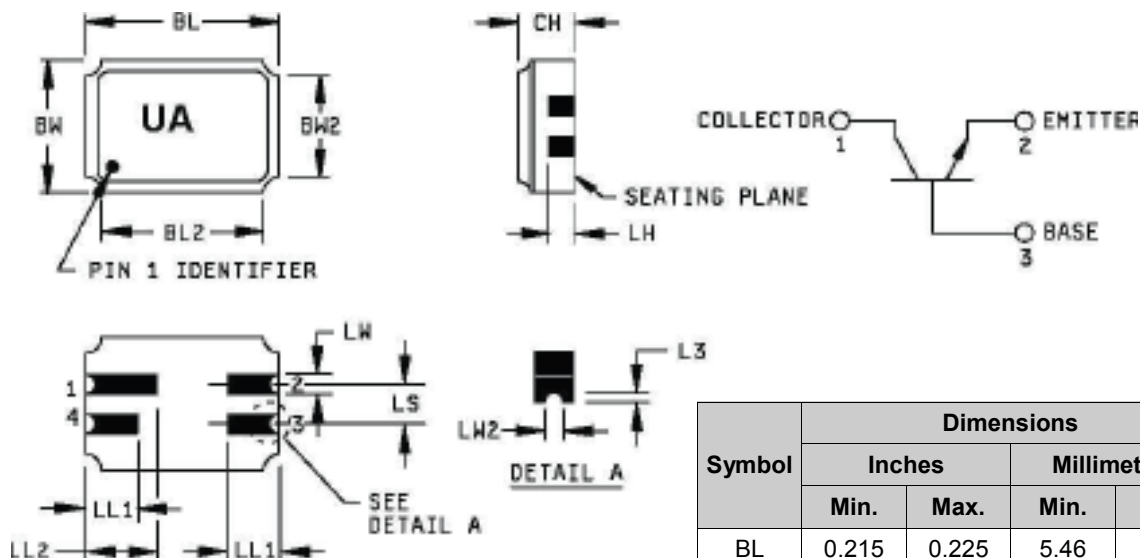 BL
CH
BW
UA
BW2
BL2
PIN 1 IDENTIFIER
SEATING PLANE
LH
COLLECTOR
1
EMITTER
2
BASE
3
LW
1
2
LS
4
3
LL1
LL2
LL1
SEE
DETAIL A
L3
LW2
DETAIL A
Dimensions
Symbol Inches
Min. Max. Min.
BL 0.215 0.225 5.46